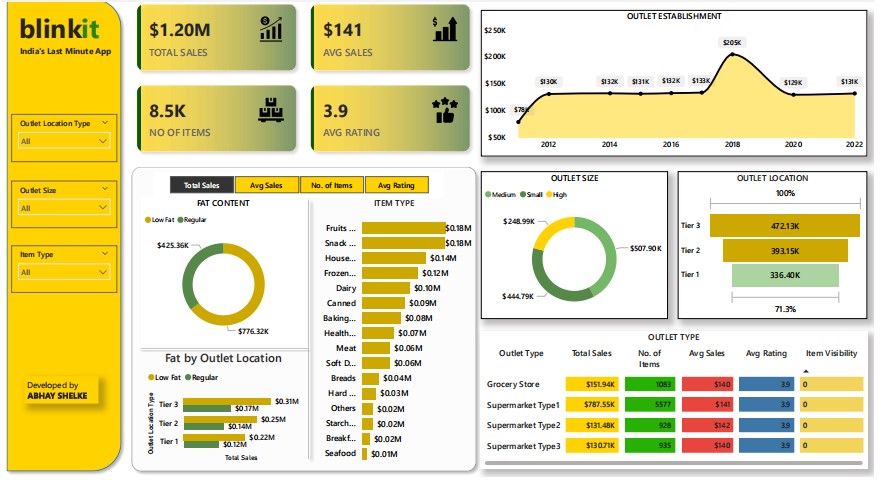 blinkit
India's Last Minute App
Outlet Location Type
All
Outlet Size
All
Item Type
All
Developed by
ABHAY SHELKE
$1.20M
TOTAL SALES
$141
AVG SALES
8.5K
NO OF ITEMS
3.9
AVG RATING
OUTLET ESTABLISHMENT
$250K
$200K
$150K
$100K
$50K
$78K
$130K
$132K
$131K
$132K
$133K
$205K
$129K
$131K
2012
2014
2016
2018
2020
2022
Total Sales
Avg Sales
No. of Items
Avg Rating
FAT CONTENT
Low Fat
Regular
$425.36K
$776.32K
Fat by Outlet Location
Low Fat
Regular
Outlet Location Type
Tier 3
$0.31M
$0.17M
Tier 2
$0.25M
$0.14M
Tier 1
$0.22M
$0.12M
Total Sales
ITEM TYPE
Fruits ... $0.18M
Snack ... $0.18M
House... $0.14M
Frozen... $0.12M
Dairy $0.10M
Canned $0.09M
Baking... $0.08M
Health... $0.07M
Meat $0.06M
Soft D... $0.06M
Breads $0.04M
Hard ... $0.03M
Others $0.02M
Starch... $0.02M
Breakf... $0.02M
Seafood $0.01M
OUTLET SIZE
Medium Small High
$248.99K
$507.90K
$444.79K
OUTLET LOCATION
100%
Tier 3 472.13K
Tier 2 393.15K
Tier 1 336.40K
71.3%
OUTLET TYPE
Outlet Type Total Sales No. of Items Avg Sales Avg Rating Item Visibility
Grocery Store $151.94K 1083 $140 3.9 0
Supermarket Type1 $787.55K 5577 $141 3.9 0
Supermarket Type2 $131.48K 928 $142 3.9 0
Supermarket Type3 $130.71K 935 $140 3.9 0